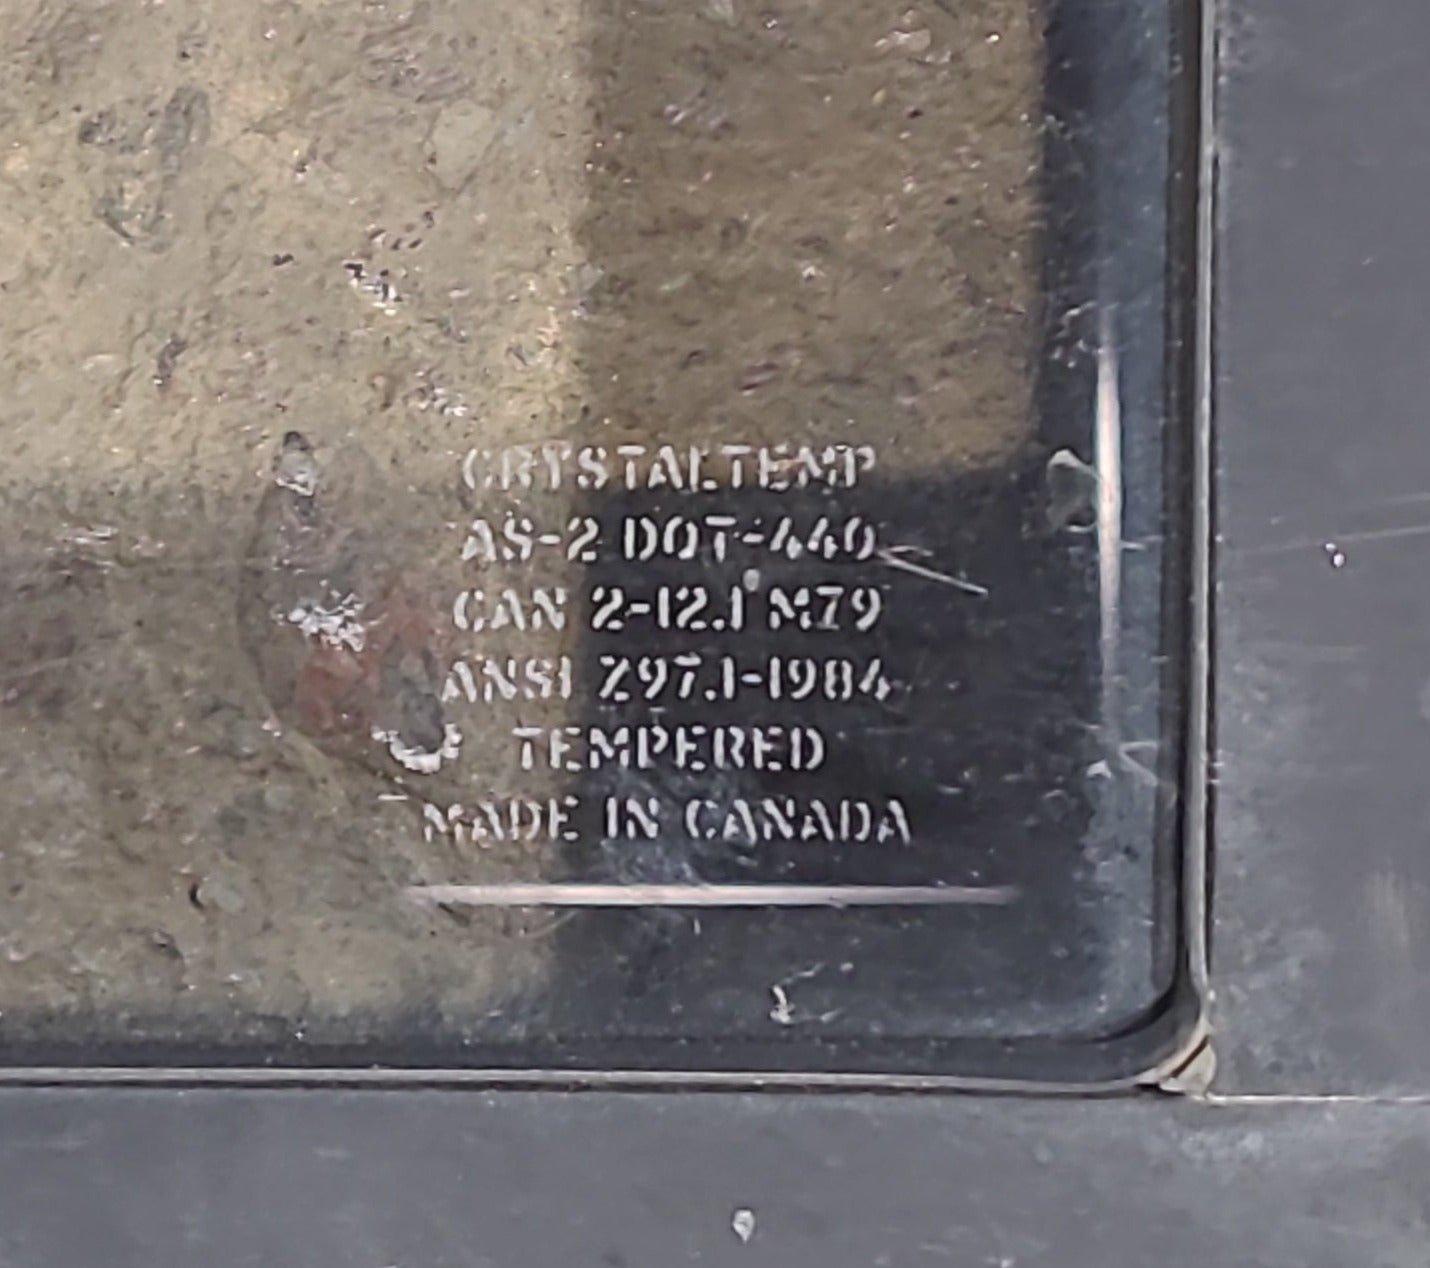 CRYSTALTEMP
AS-2 DOT-440
CAN 2-12.1 M79
ANSI Z97.1-1984
TEMPERED
MADE IN CANADA